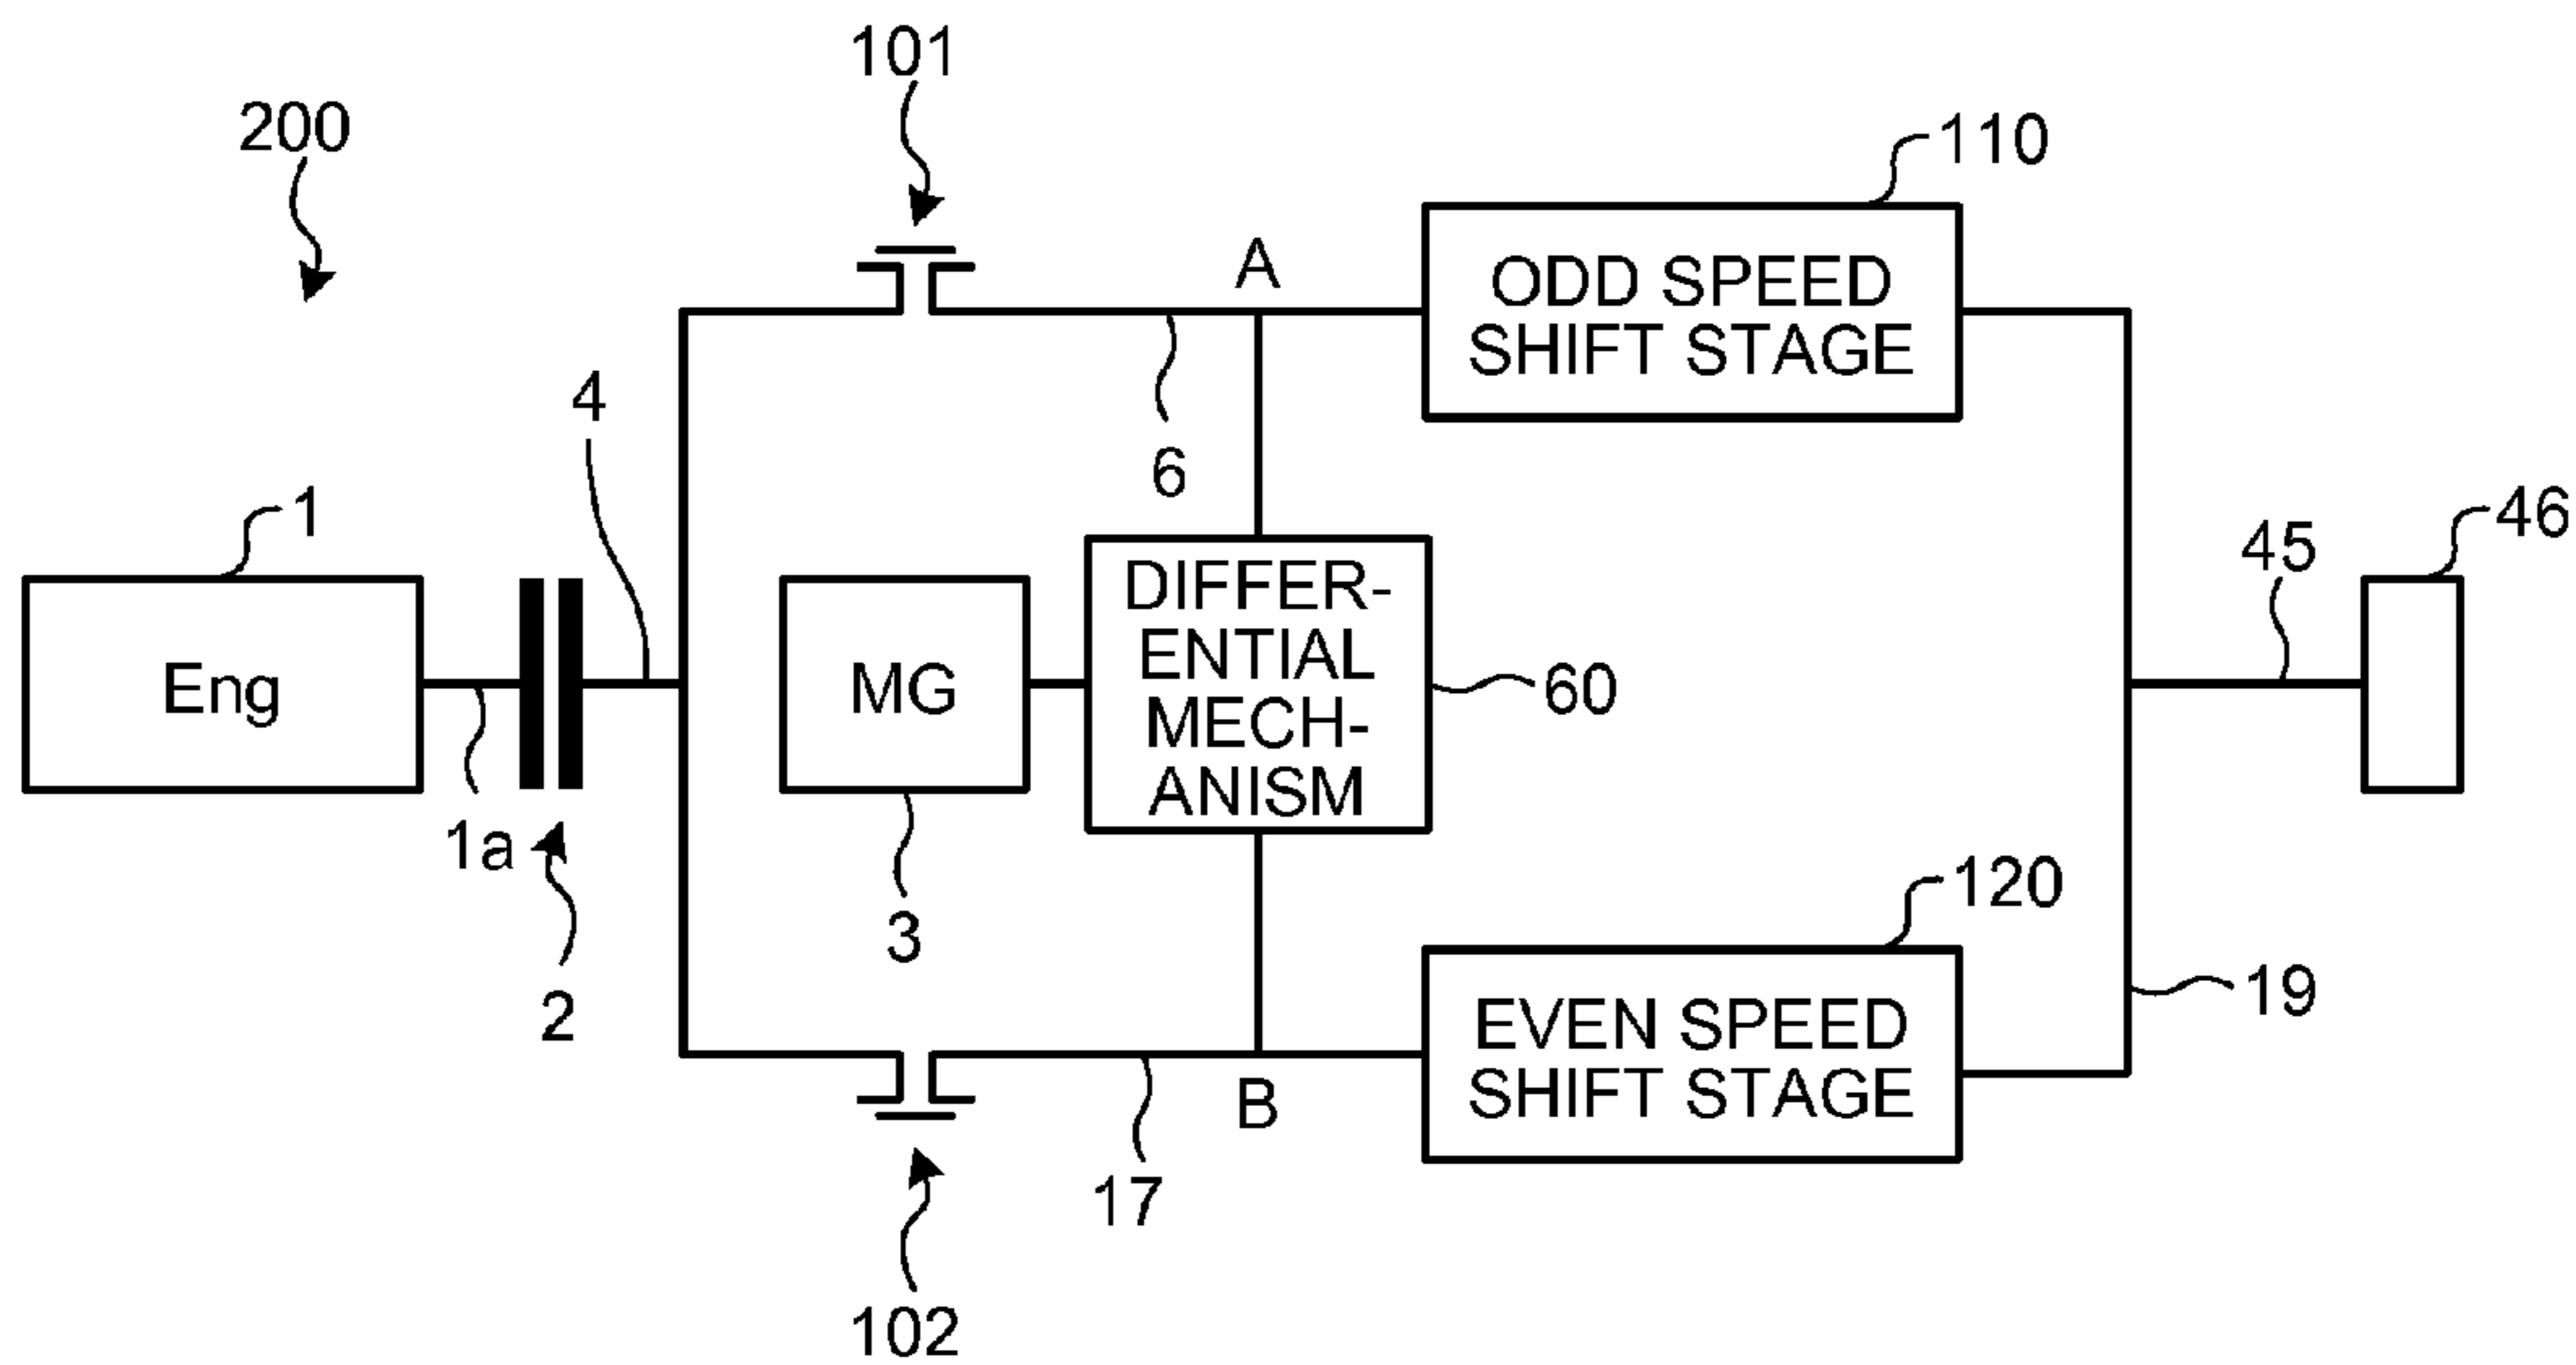 101
200
110
A
ODD SPEED
SHIFT STAGE
4
6
1
46
45
DIFFER-
ENTIAL
MECH-
ANISM
Eng
MG
60
1a
3
2
120
19
EVEN SPEED
SHIFT STAGE
B
17
102